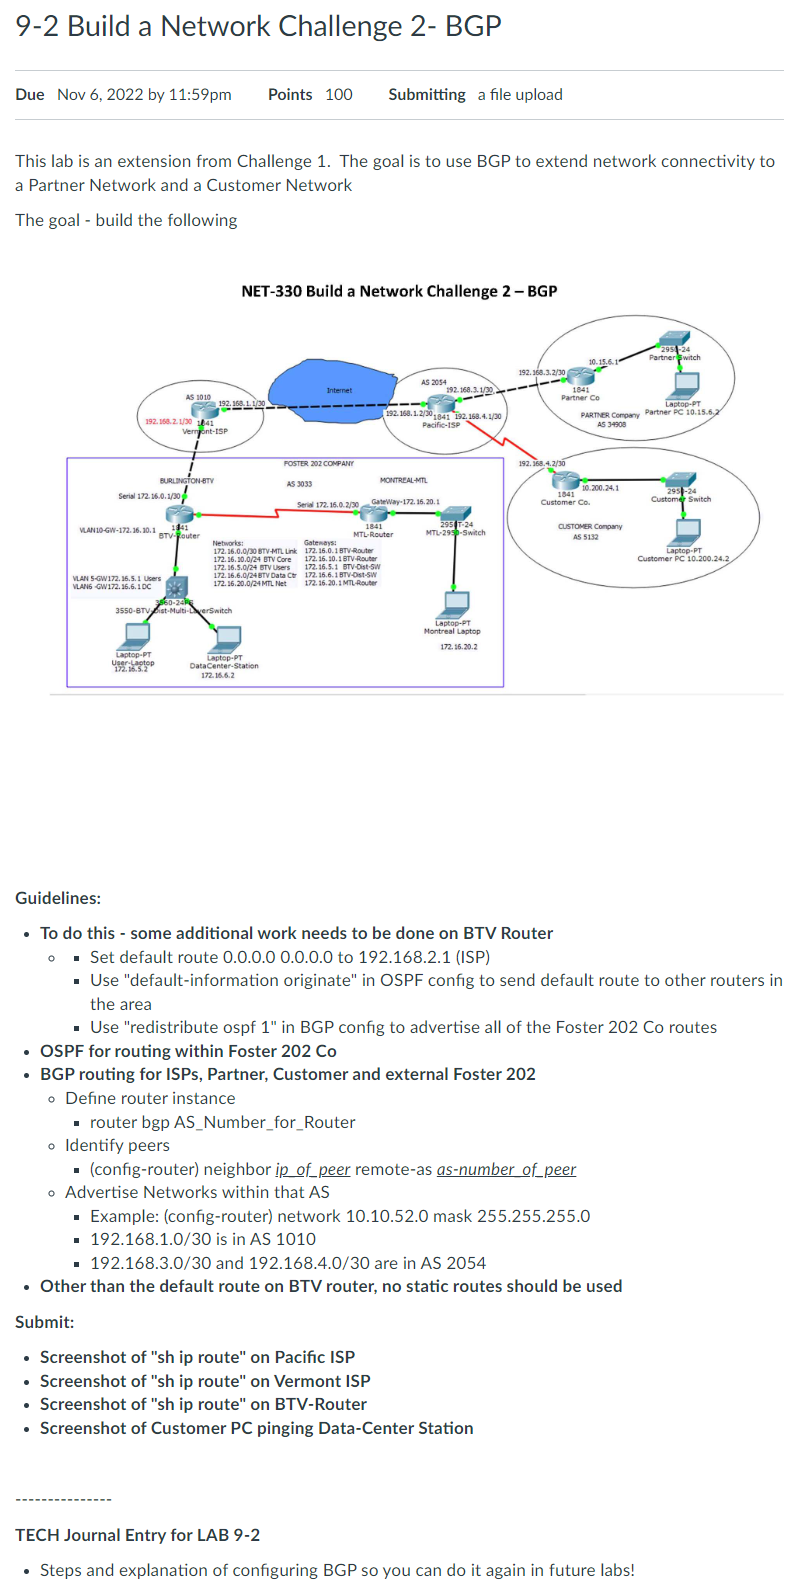 9-2 Build a Network Challenge 2- BGP
Due Nov 6, 2022 by 11:59pm Points 100 Submitting a file upload
This lab is an extension from Challenge 1. The goal is to use BGP to extend network connectivity to
a Partner Network and a Customer Network
The goal - build the following
NET-330 Build a Network Challenge 2 – BGP
AS 1010
192.168.1.1/30
192.168.2.1/30
1841
Vermont-ISP
Internet
AS 2054
192.168.3.1/30
192.168.1.2/30
1841
192.168.4.1/30
Pacific-ISP
192.168.3.2/30
10.15.6.1
1841
Partner Co
2950-24
Partner Switch
Laptop-PT
Partner PC 10.15.6.2
PARTNER Company
AS 34908
192.168.4.2/30
10.200.24.1
1841
Customer Co.
2950-24
Customer Switch
CUSTOMER Company
AS 5132
Laptop-PT
Customer PC 10.200.24.2
FOSTER 202 COMPANY
AS 3033
BURLINGTON-BTV
MONTREAL-MTL
Serial 172.16.0.1/30
Serial 172.16.0.2/30
GateWay-172.16.20.1
VLAN10-GW-172.16.10.1
1841
BTV-Router
1841
MTL-Router
2950T-24
MTL-2950-Switch
Networks:
172.16.0.0/30 BTV-MTL Link
172.16.10.0/24 BTV Core
172.16.5.0/24 BTV Users
172.16.6.0/24 BTV Data Ctr
172.16.20.0/24 MTL Net
Gateways:
172.16.0.1 BTV-Router
172.16.10.1 BTV-Router
172.16.5.1 BTV-Dist-SW
172.16.6.1 BTV-Dist-SW
172.16.20.1 MTL-Router
VLAN 5-GW172.16.5.1 Users
VLAN6 -GW172.16.6.1 DC
3560-24PS
3550-BTV-Dist-Multi-LayerSwitch
Laptop-PT
User-Laptop
172.16.5.2
Laptop-PT
DataCenter-Station
172.16.6.2
Laptop-PT
Montreal Laptop
172.16.20.2
Guidelines:
• To do this - some additional work needs to be done on BTV Router
▪ Set default route 0.0.0.0 0.0.0.0 to 192.168.2.1 (ISP)
▪ Use "default-information originate" in OSPF config to send default route to other routers in
the area
▪ Use "redistribute ospf 1" in BGP config to advertise all of the Foster 202 Co routes
• OSPF for routing within Foster 202 Co
• BGP routing for ISPs, Partner, Customer and external Foster 202
◦ Define router instance
▪ router bgp AS_Number_for_Router
◦ Identify peers
▪ (config-router) neighbor ip_of_peer remote-as as-number_of_peer
◦ Advertise Networks within that AS
▪ Example: (config-router) network 10.10.52.0 mask 255.255.255.0
▪ 192.168.1.0/30 is in AS 1010
▪ 192.168.3.0/30 and 192.168.4.0/30 are in AS 2054
• Other than the default route on BTV router, no static routes should be used
Submit:
• Screenshot of "sh ip route" on Pacific ISP
• Screenshot of "sh ip route" on Vermont ISP
• Screenshot of "sh ip route" on BTV-Router
• Screenshot of Customer PC pinging Data-Center Station
---------------
TECH Journal Entry for LAB 9-2
• Steps and explanation of configuring BGP so you can do it again in future labs!